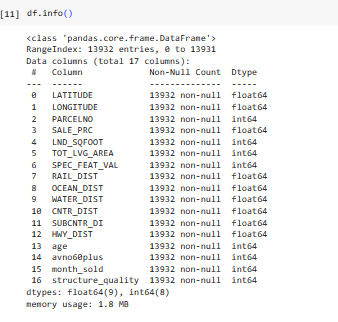 [11] df.info()
<class 'pandas.core.frame.DataFrame'>
RangeIndex: 13932 entries, 0 to 13931
Data columns (total 17 columns):
 #   Column             Non-Null Count  Dtype
---  ------             --------------  -----
 0   LATITUDE           13932 non-null  float64
 1   LONGITUDE          13932 non-null  float64
 2   PARCELNO           13932 non-null  int64
 3   SALE_PRC           13932 non-null  float64
 4   LND_SQFOOT         13932 non-null  int64
 5   TOT_LVG_AREA       13932 non-null  int64
 6   SPEC_FEAT_VAL      13932 non-null  int64
 7   RAIL_DIST          13932 non-null  float64
 8   OCEAN_DIST         13932 non-null  float64
 9   WATER_DIST         13932 non-null  float64
 10  CNTR_DIST          13932 non-null  float64
 11  SUBCNTR_DI         13932 non-null  float64
 12  HWY_DIST           13932 non-null  float64
 13  age                13932 non-null  int64
 14  avno60plus         13932 non-null  int64
 15  month_sold         13932 non-null  int64
 16  structure_quality  13932 non-null  int64
dtypes: float64(9), int64(8)
memory usage: 1.8 MB